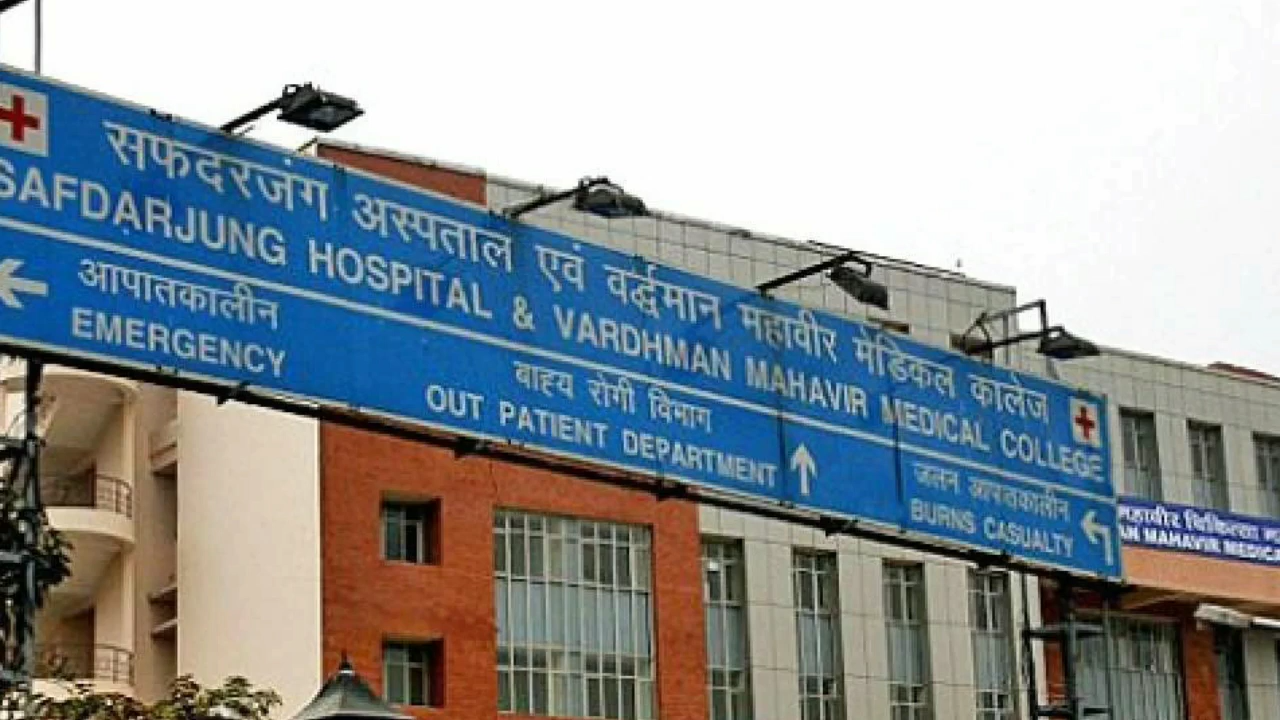 सफदरजंग अस्पताल एवं वर्द्धमान महावीर मेडिकल कालेज
SAFDARJUNG HOSPITAL & VARDHMAN MAHAVIR MEDICAL COLLEGE
आपातकालीन
EMERGENCY
बाह्य रोगी विभाग
OUT PATIENT DEPARTMENT
जलन आपातकालीन
BURNS CASUALTY
महावीर चिकित्सा
MAHAVIR MEDICA